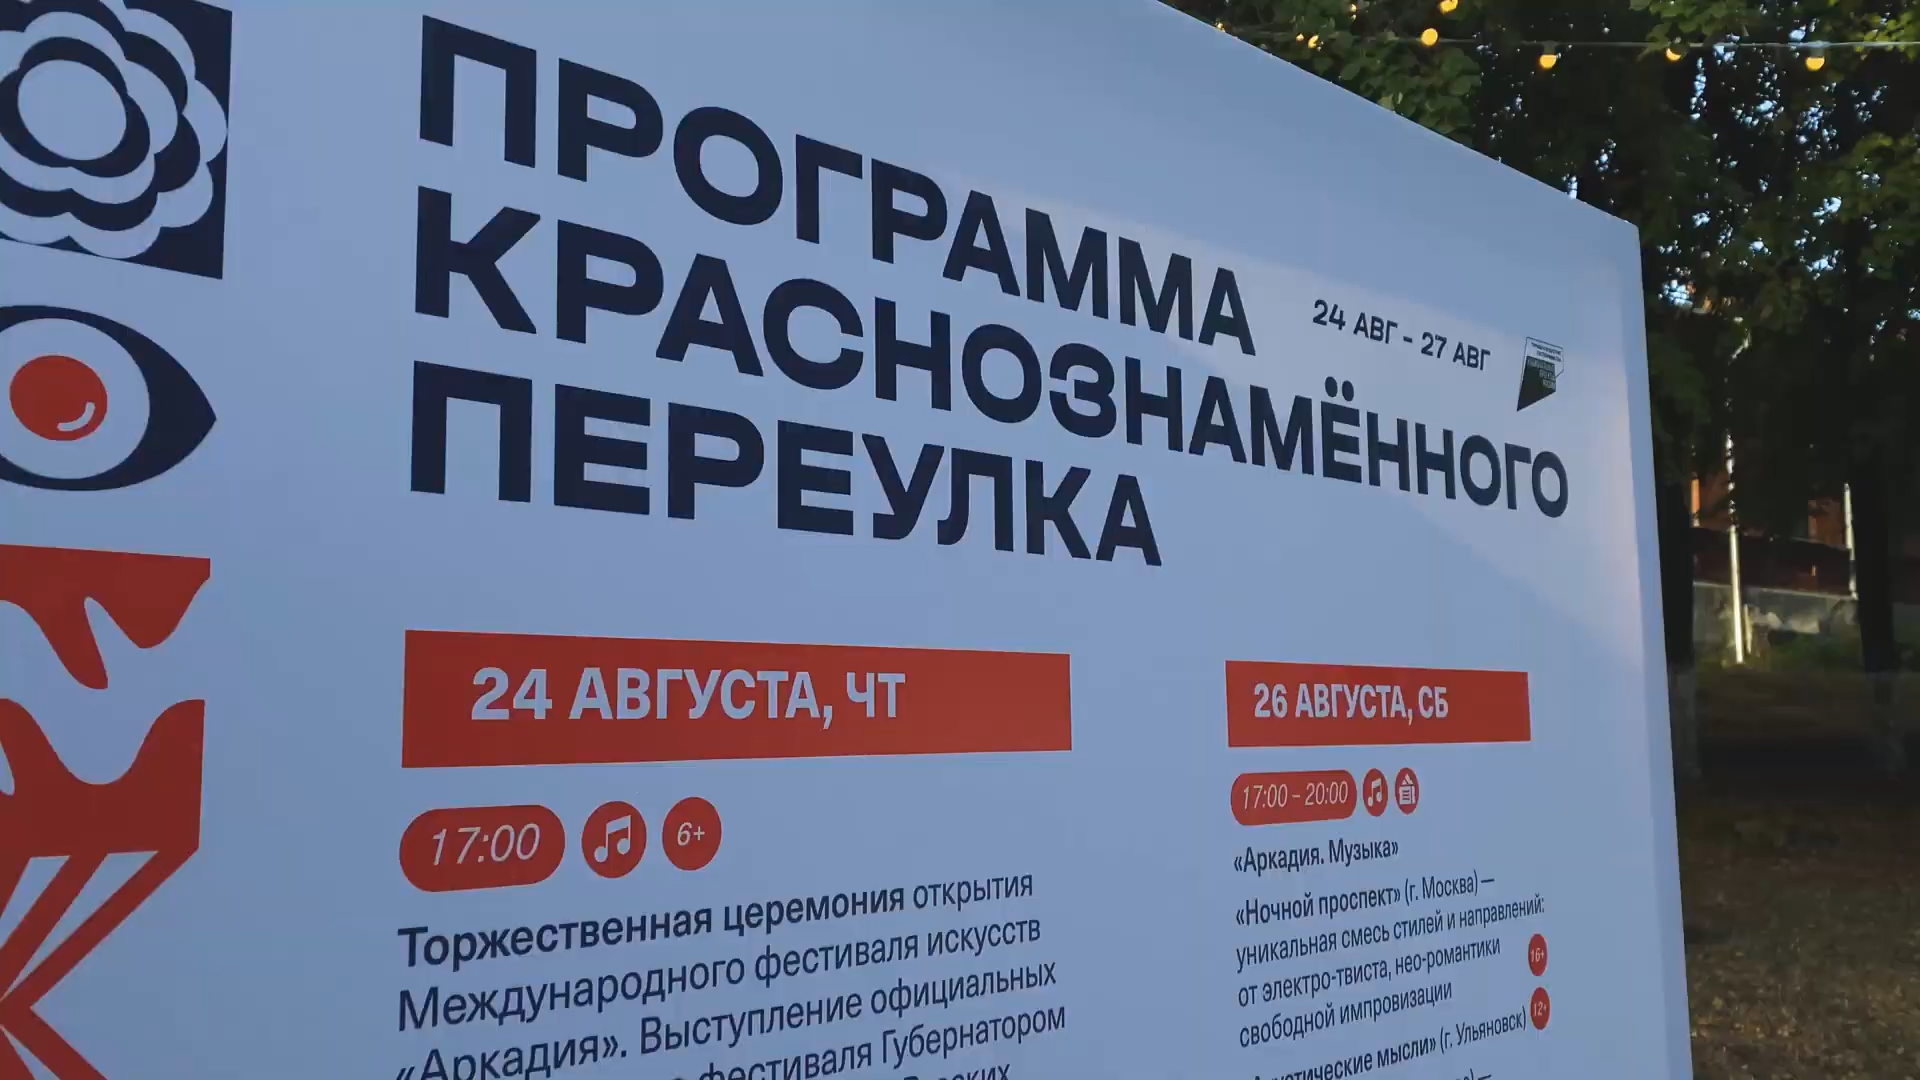 ПРОГРАММА
КРАСНОЗНАМЁННОГО
ПЕРЕУЛКА
24 АВГ - 27 АВГ
24 АВГУСТА, ЧТ
17:00
6+
Торжественная церемония открытия
Международного фестиваля искусств
«Аркадия». Выступление официальных
фестиваля Губернатором
26 АВГУСТА, СБ
17:00 – 20:00
«Аркадия. Музыка»
«Ночной проспект» (г. Москва) —
уникальная смесь стилей и направлений:
от электро-твиста, нео-романтики
свободной импровизации
16+
мысли» (г. Ульяновск)
12+